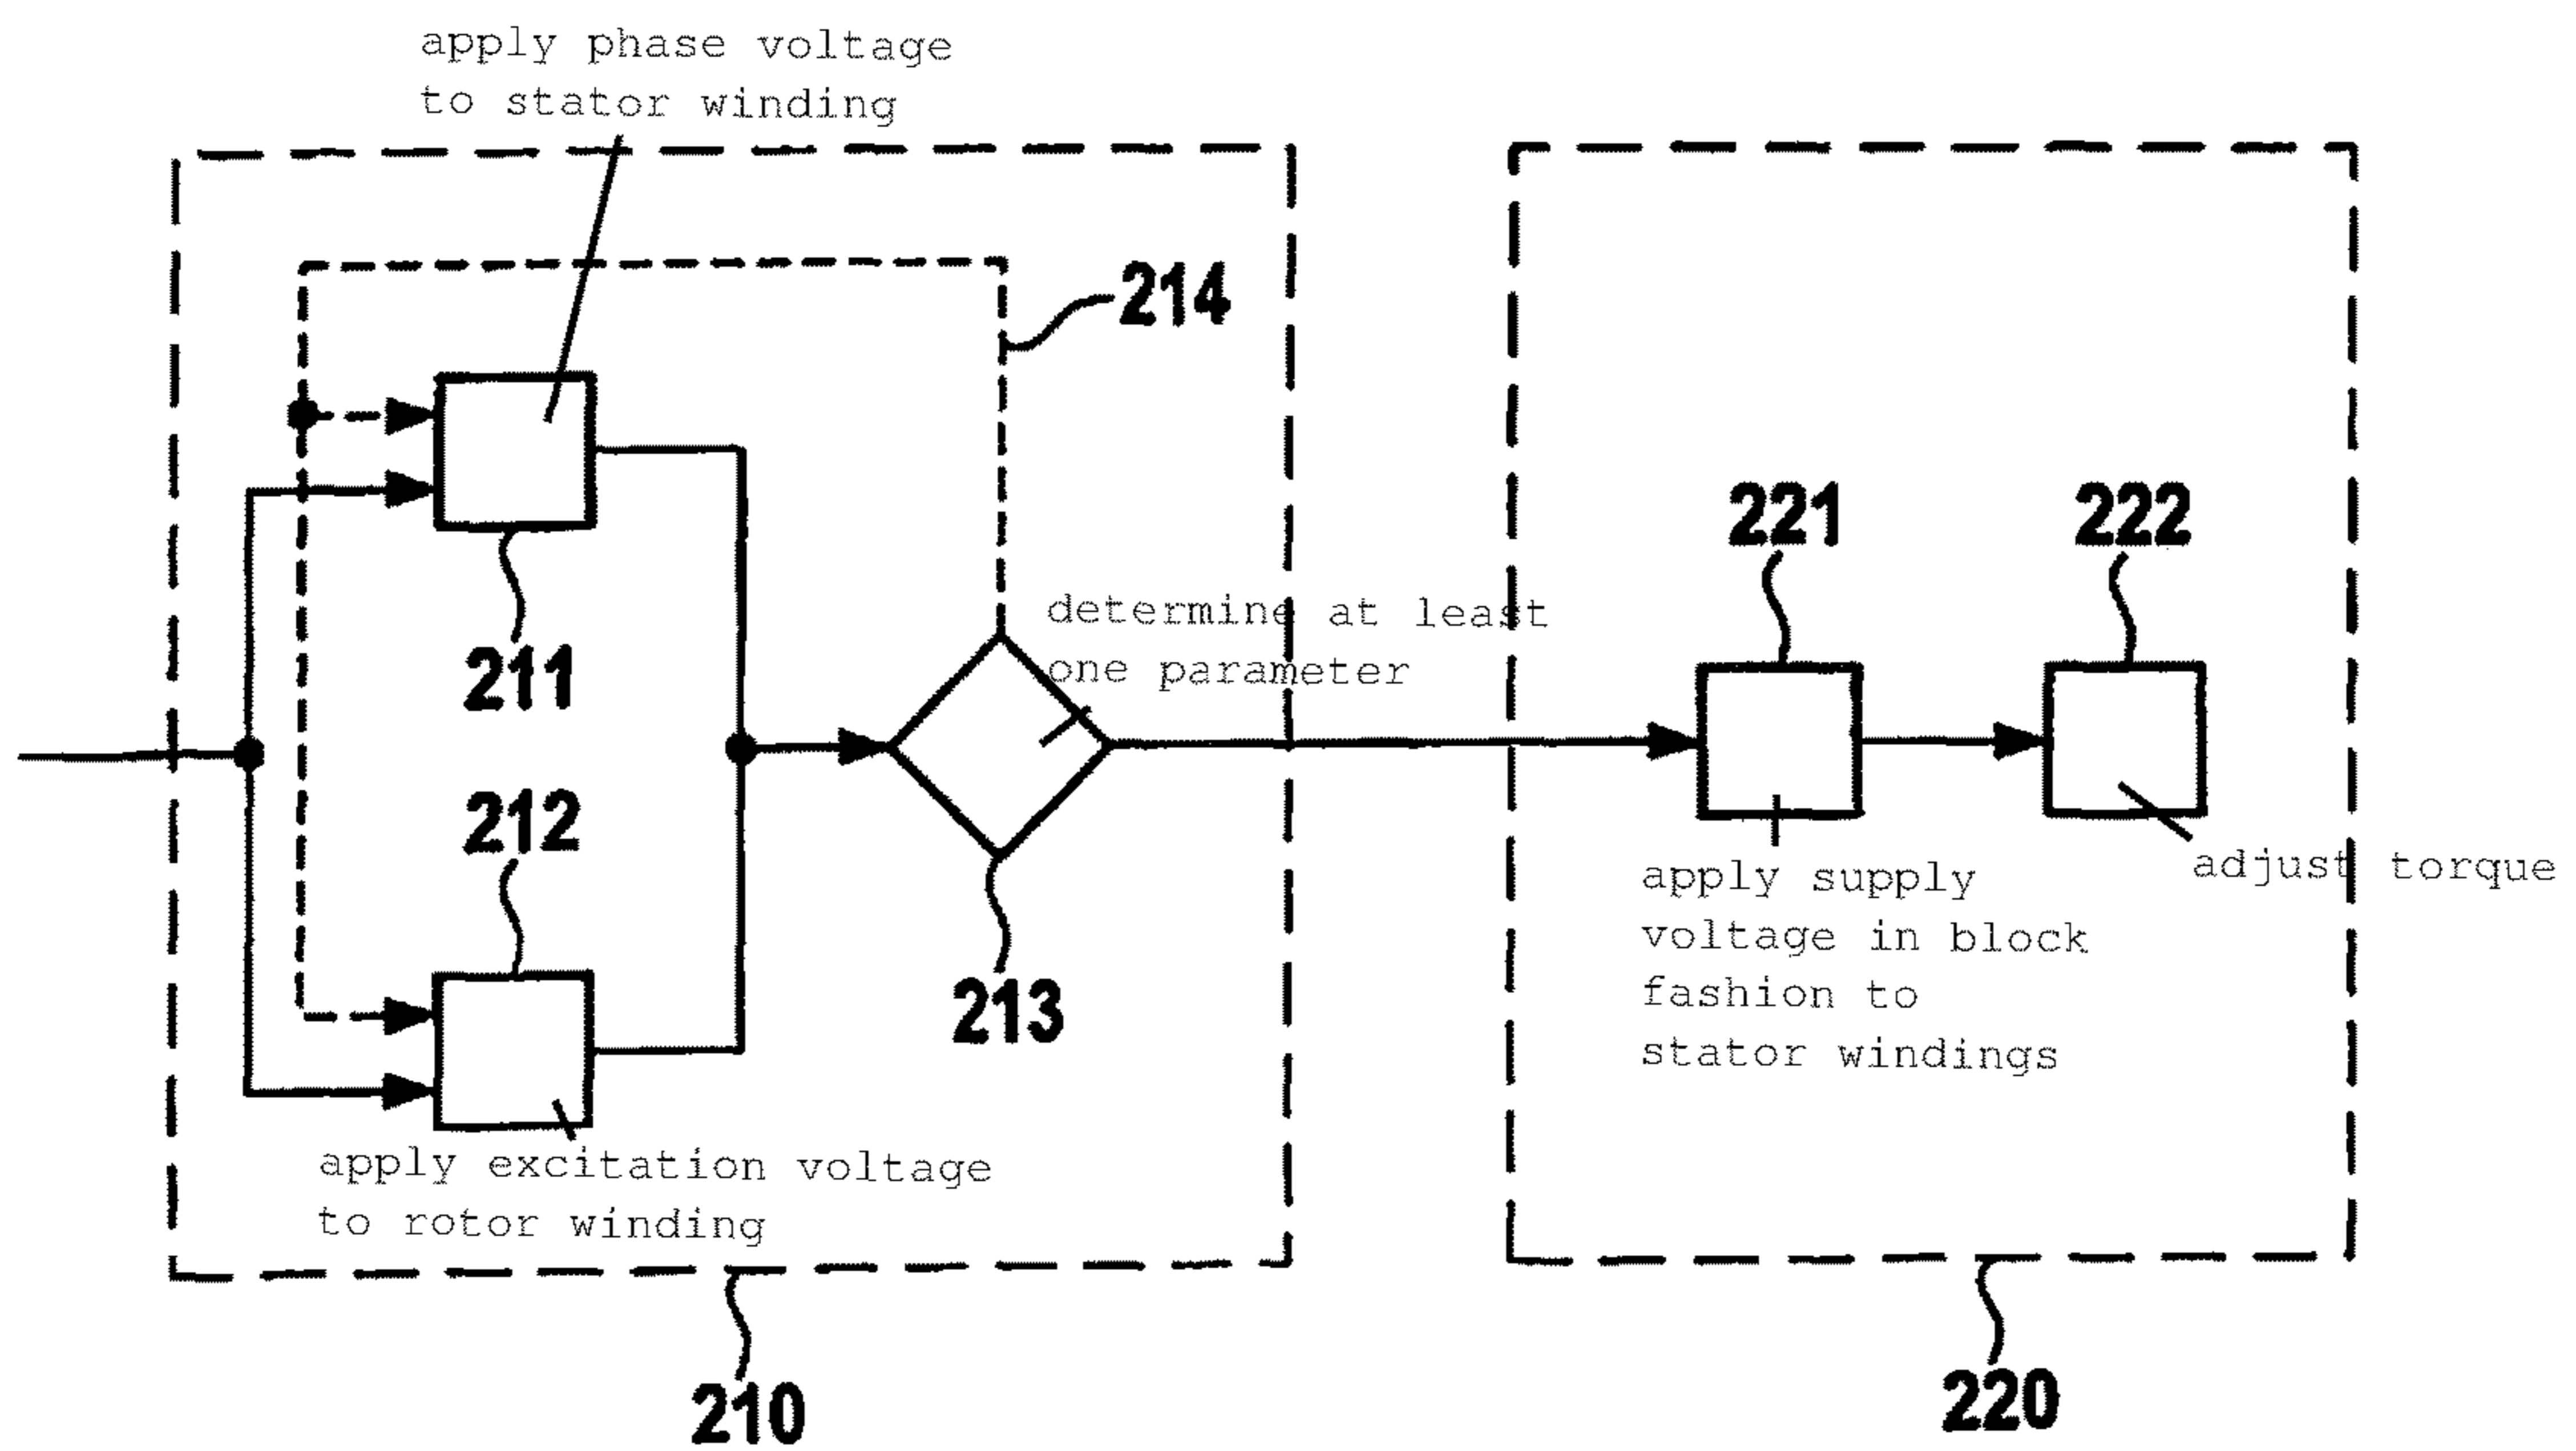 apply phase voltage
to stator winding
214
221
222
determine at least
one parameter
211
212
213
apply supply
voltage in block
fashion to
stator windings
adjust torque
apply excitation voltage
to rotor winding
210
220